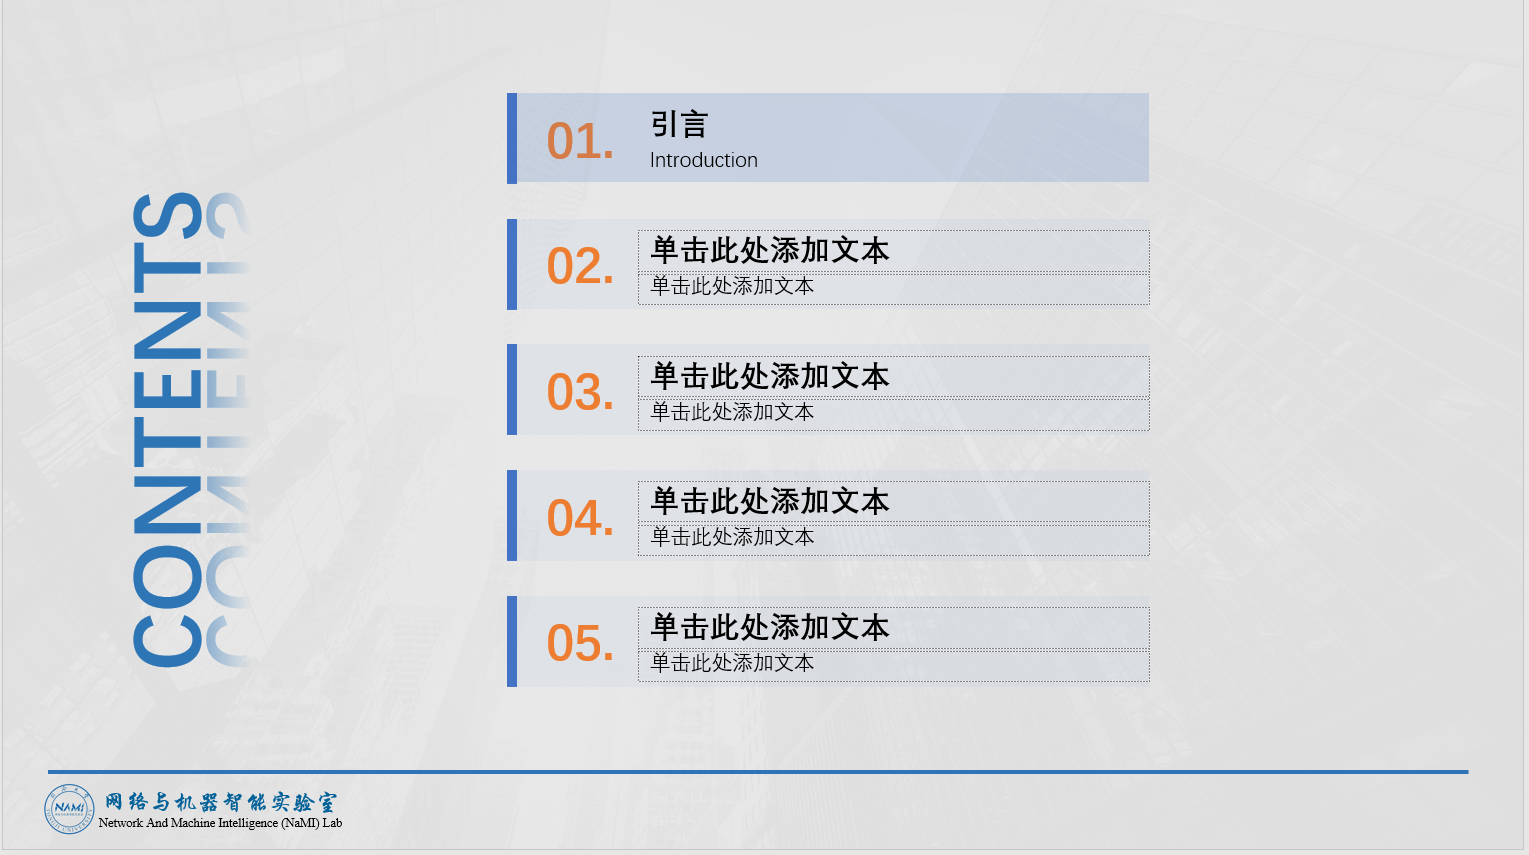 CONTENTS
01.
引言
Introduction
02.
单击此处添加文本
单击此处添加文本
03.
单击此处添加文本
单击此处添加文本
04.
单击此处添加文本
单击此处添加文本
05.
单击此处添加文本
单击此处添加文本
NAMI
网络与机器智能实验室
Network And Machine Intelligence (NaMI) Lab